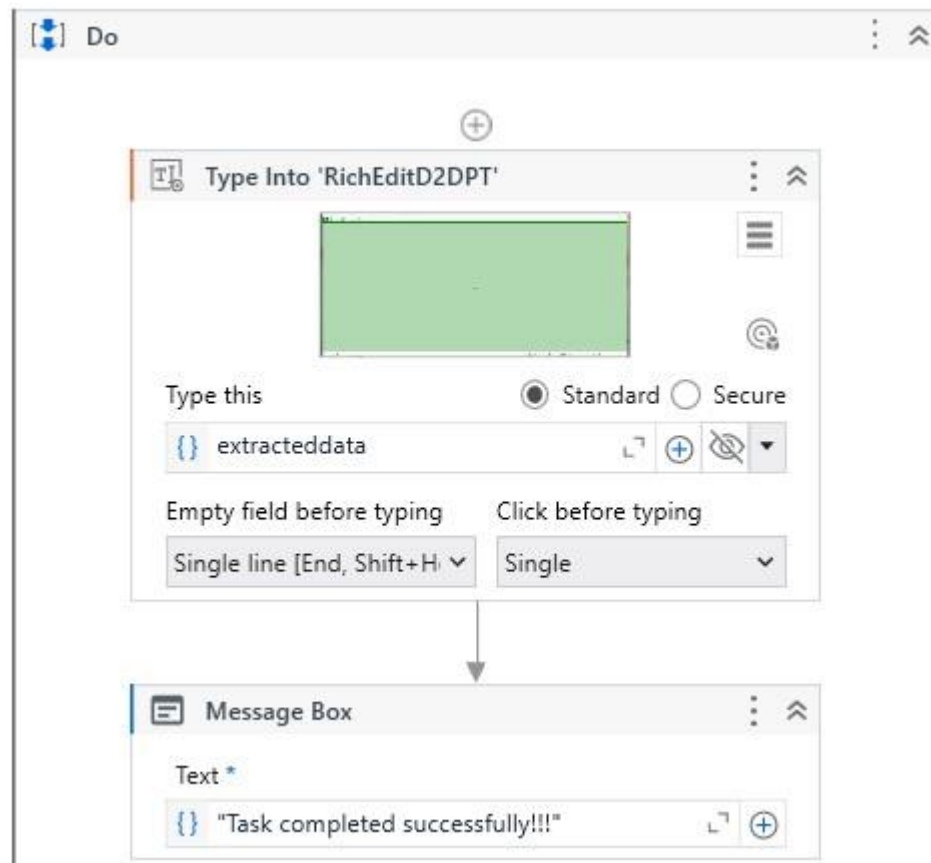 Do
Type Into 'RichEditD2DPT'
Type this
Standard Secure
extracteddata
Empty field before typing Click before typing
Single line [End, Shift+H Single
Message Box
Text *
"Task completed successfully!!!"